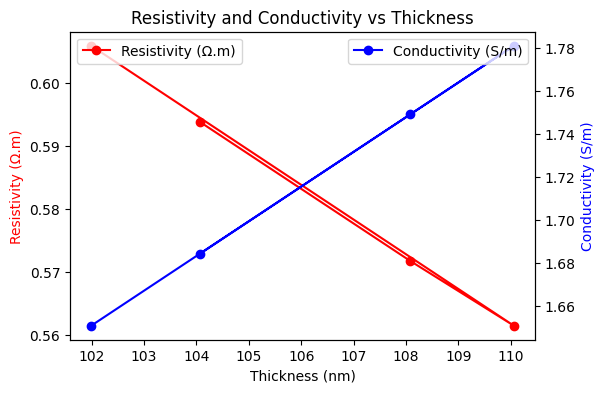 Resistivity and Conductivity vs Thickness
Resistivity (Ω.m)
Conductivity (S/m)
0.60
0.59
0.58
0.57
0.56
Resistivity (Ω.m)
1.78
1.76
1.74
1.72
1.70
1.68
1.66
Conductivity (S/m)
102 103 104 105 106 107 108 109 110
Thickness (nm)